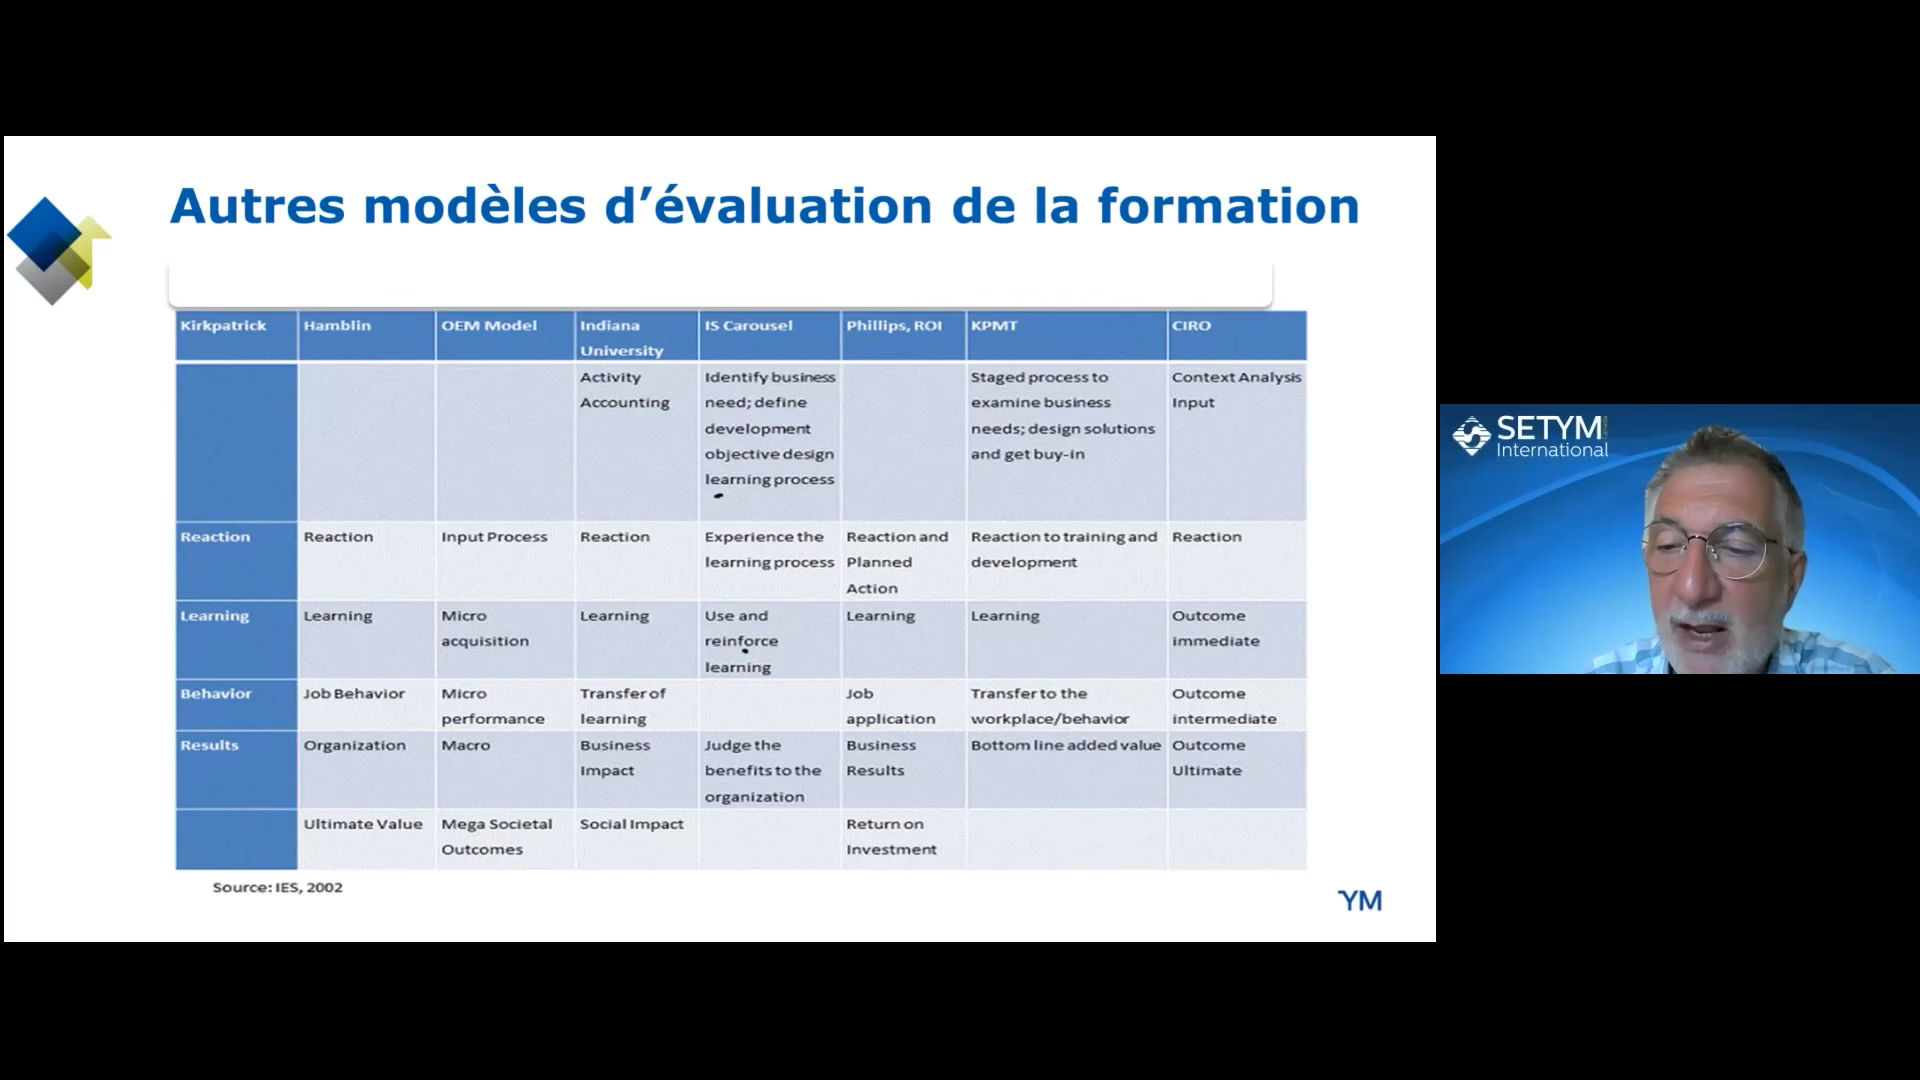 Autres modèles d’évaluation de la formation
Kirkpatrick
Hamblin
OEM Model
Indiana
University
IS Carousel
Phillips, ROI
KPMT
CIRO
Activity
Accounting
Identify business
need; define
development
objective design
learning process
Staged process to
examine business
needs; design solutions
and get buy-in
Context Analysis
Input
Reaction
Reaction
Input Process
Reaction
Experience the
learning process
Reaction and
Planned
Action
Reaction to training and
development
Reaction
Learning
Learning
Micro
acquisition
Learning
Use and
reinforce
learning
Learning
Learning
Outcome
immediate
Behavior
Job Behavior
Micro
performance
Transfer of
learning
Job
application
Transfer to the
workplace/behavior
Outcome
intermediate
Results
Organization
Macro
Business
Impact
Judge the
benefits to the
organization
Business
Results
Bottom line added value
Outcome
Ultimate
Ultimate Value
Mega Societal
Outcomes
Social Impact
Return on
Investment
Source: IES, 2002
YM
SETYM
International